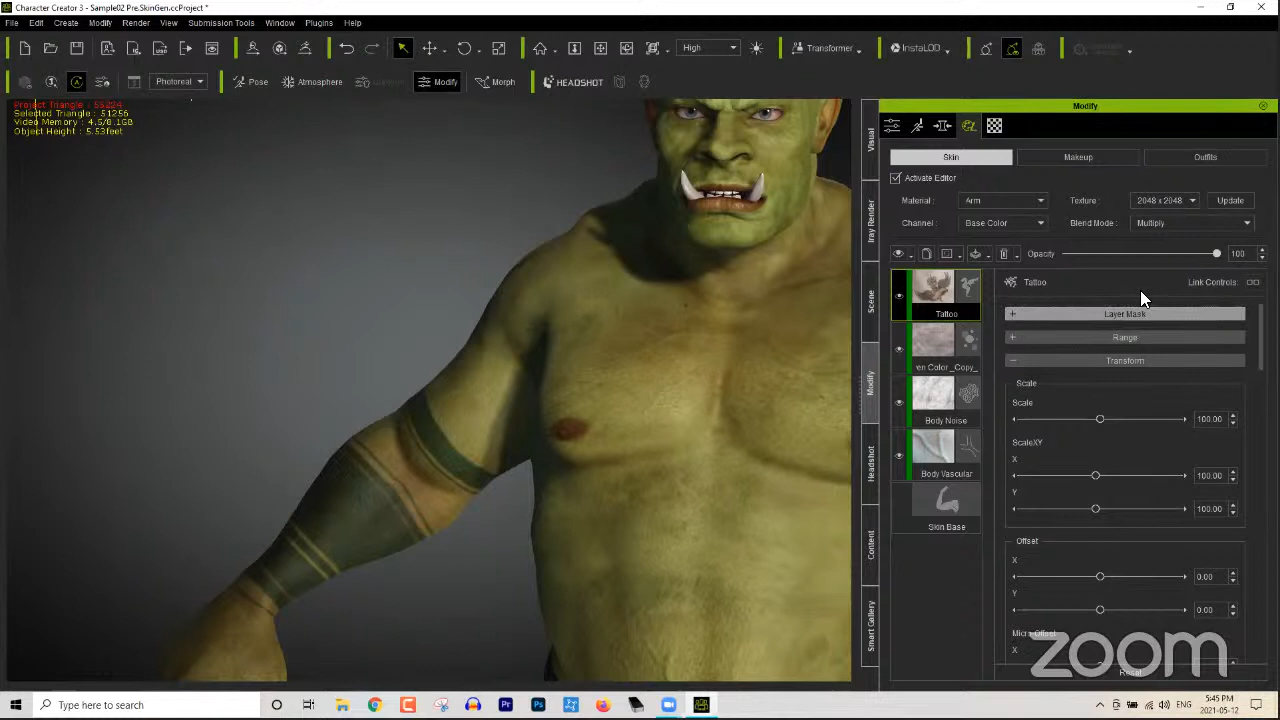 Character Creator 3 - Sample02 Pre.SkinGen.ccProject *
File Edit Create Modify Render Submission Tools Window Plugins Help
High Transformer InstaLOD
Photoreal Pose Atmosphere Modify Morph HEADSHOT
Project Triangle : 55224
Selected Triangle : 51256
Video Memory : 4.5/8.1GB
Object Height : 5.53feet
Visual
Iray Render
Scene
Modify
Headshot
Content
Smart Gallery
Modify
Skin Makeup Outfits
Activate Editor
Material : Arm Texture : 2048 x 2048 Update
Channel : Base Color Blend Mode : Multiply
Opacity 100
Tattoo
en Color _Copy_
Body Noise
Body Vascular
Skin Base
Tattoo Link Controls:
+ Layer Mask
+ Range
− Transform
Scale
Scale
100.00
ScaleXY
X
100.00
Y
100.00
Offset
X
0.00
Y
0.00
Micro Offset
X
Reset
zoom
Type here to search
ENG
5:45 PM
2021-05-12